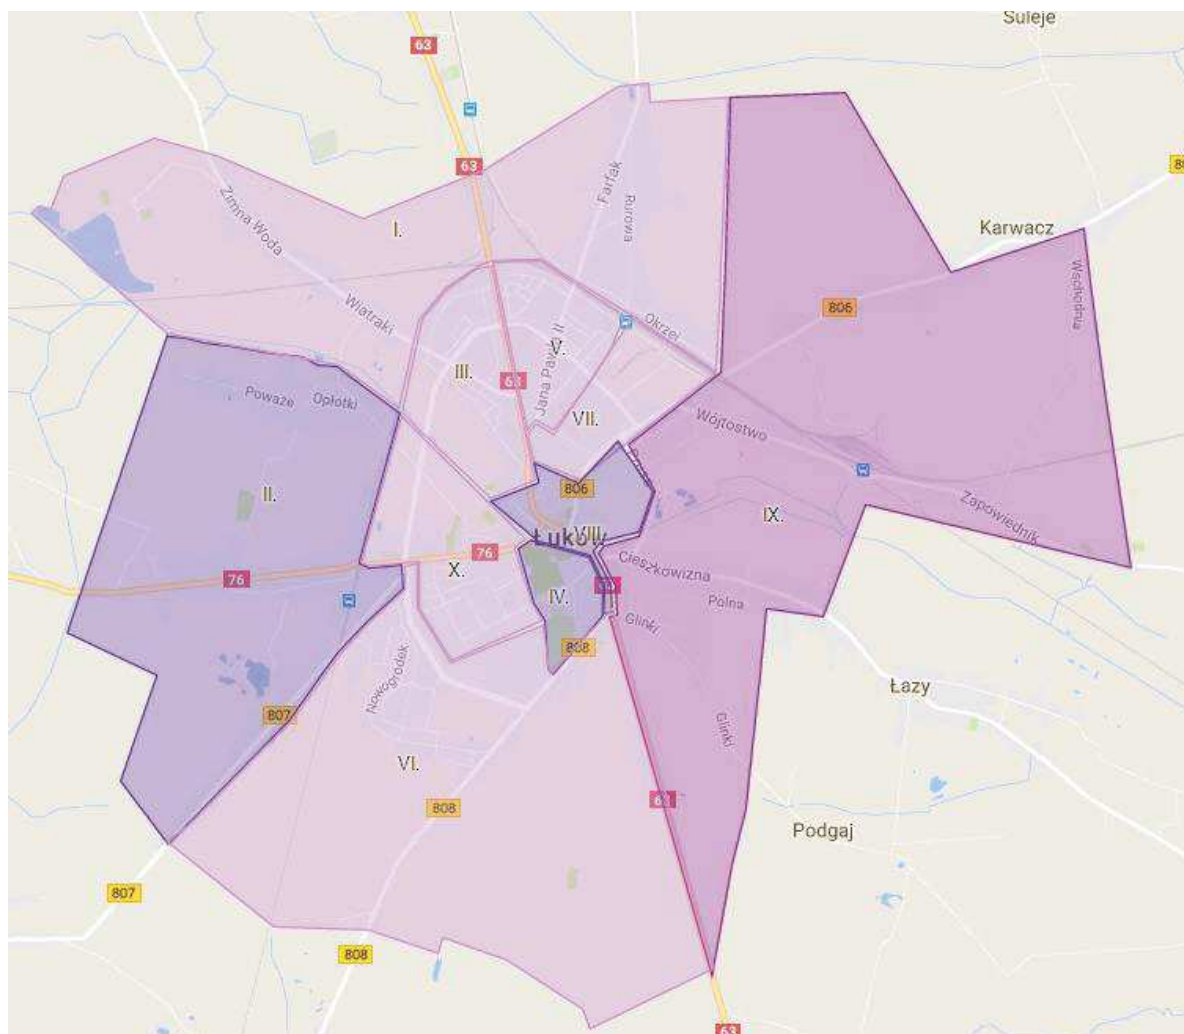 Suleje
63
63
8
Farfak
Rurowa
Zimna Woda
I.
Karwacz
Wschodnia
806
Wiatraki
Okrzei
V.
Jana Pawła II
III.
63
Poważe
Opłotki
VII.
Wójtostwo
II.
806
IX.
Zapowiednik
VIII.
Łuków
76
76
X.
Cieszkowizna
IV.
Polna
Glinki
808
Nowogródek
Łazy
807
Glinki
VI.
808
63
Podgaj
807
808
63